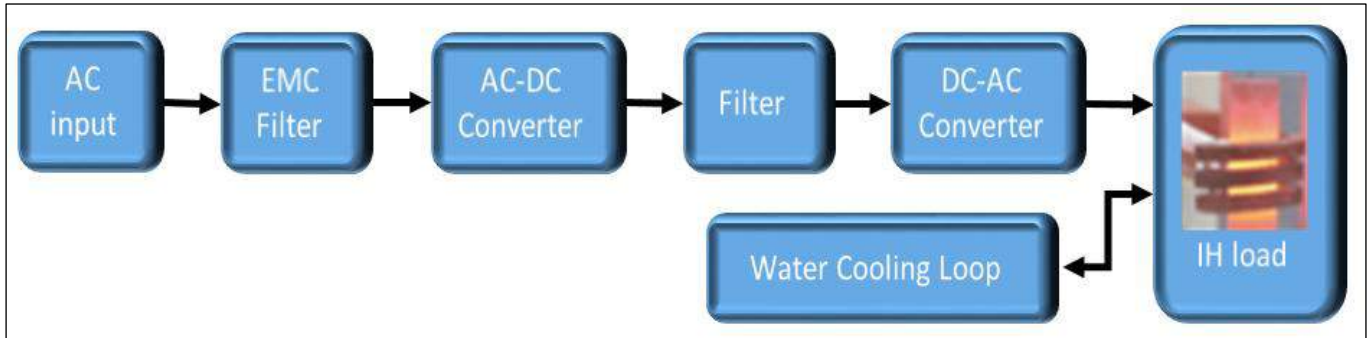 AC
input
EMC
Filter
AC-DC
Converter
Filter
DC-AC
Converter
IH load
Water Cooling Loop